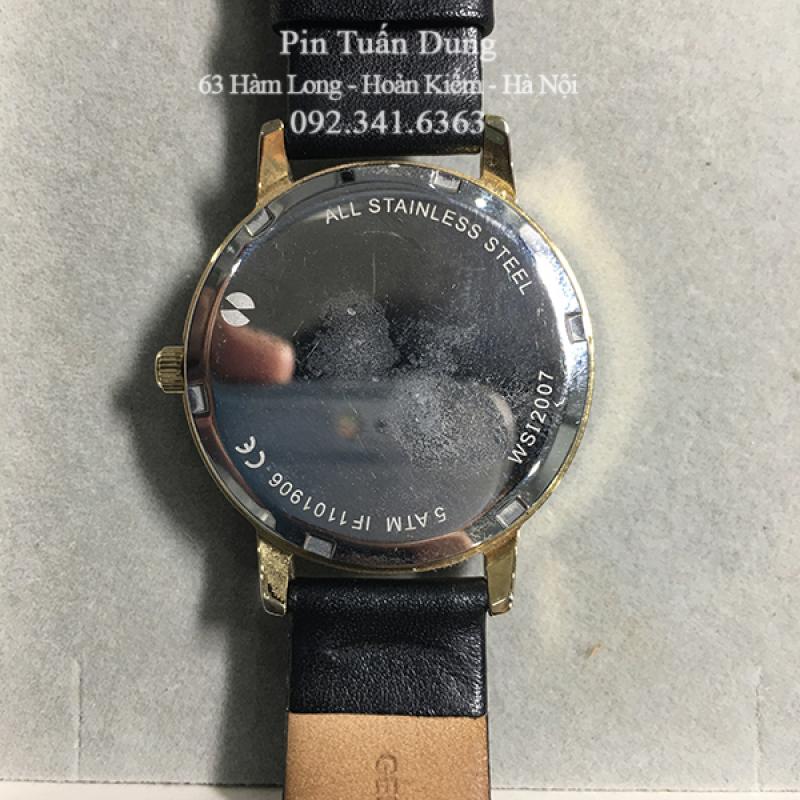 Pin Tuấn Dung
63 Hàm Long - Hoàn Kiếm - Hà Nội
092.341.6363
ALL STAINLESS STEEL
WSI2007
5 ATM IF1101906 CE